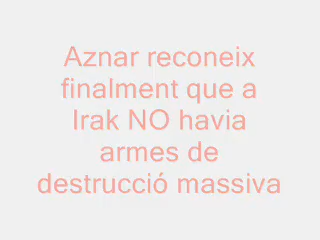 Aznar reconeix
finalment que a
Irak NO havia
armes de
destrucció massiva